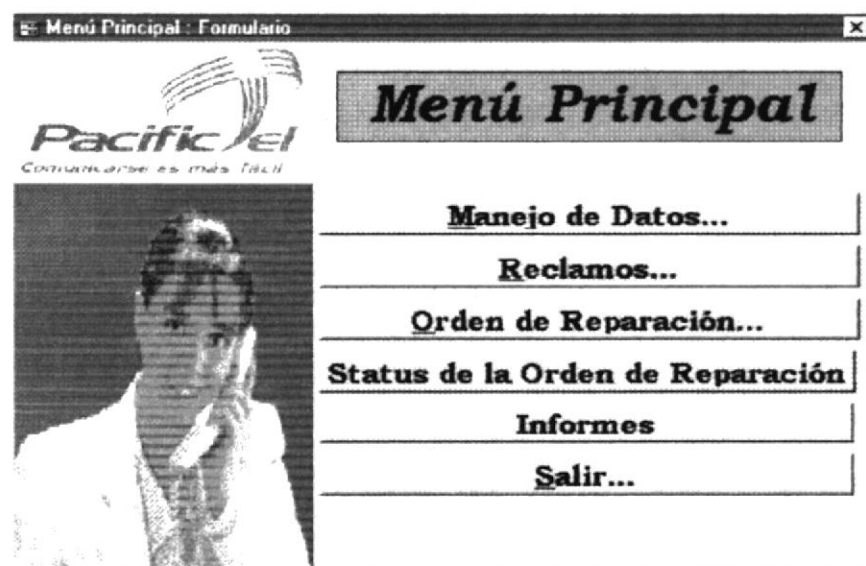 Menú Principal : Formulario
PacificTel
Comunicarse es más fácil
Menú Principal
Manejo de Datos...
Reclamos...
Orden de Reparación...
Status de la Orden de Reparación
Informes
Salir...